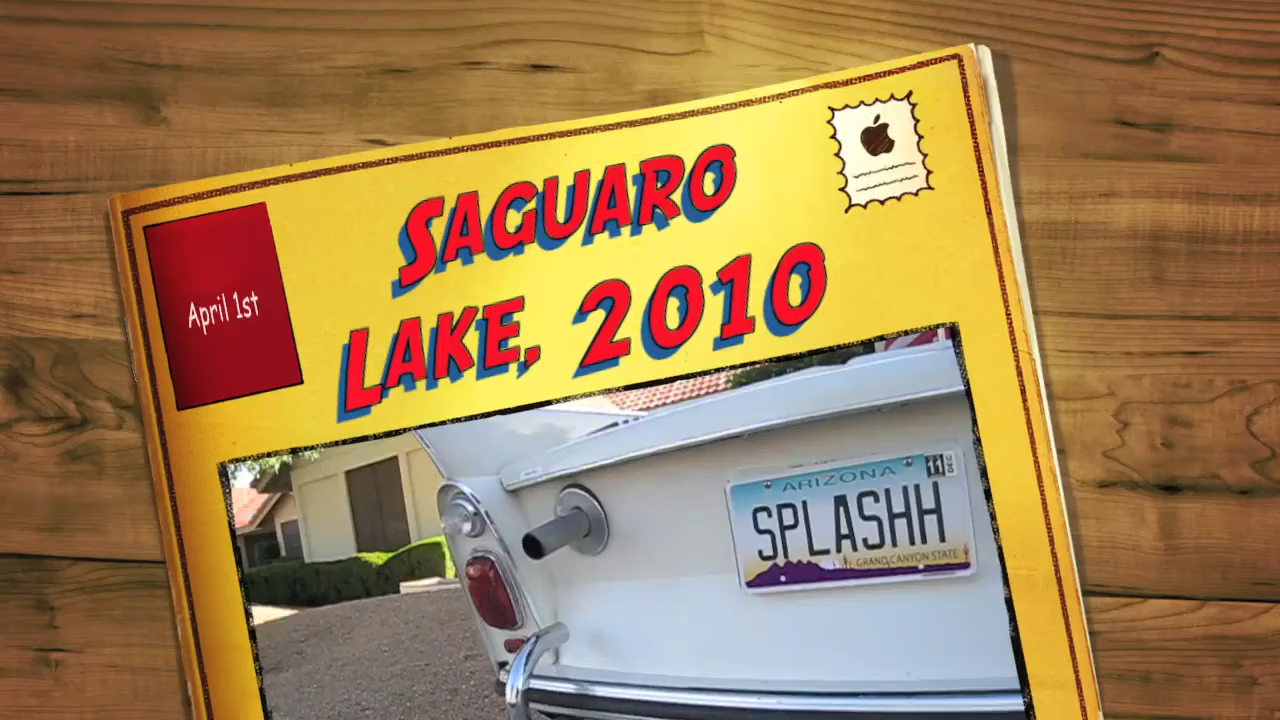 April 1st
SAGUARO
LAKE, 2010
ARIZONA
11
DEC
SPLASHH
GRAND CANYON STATE